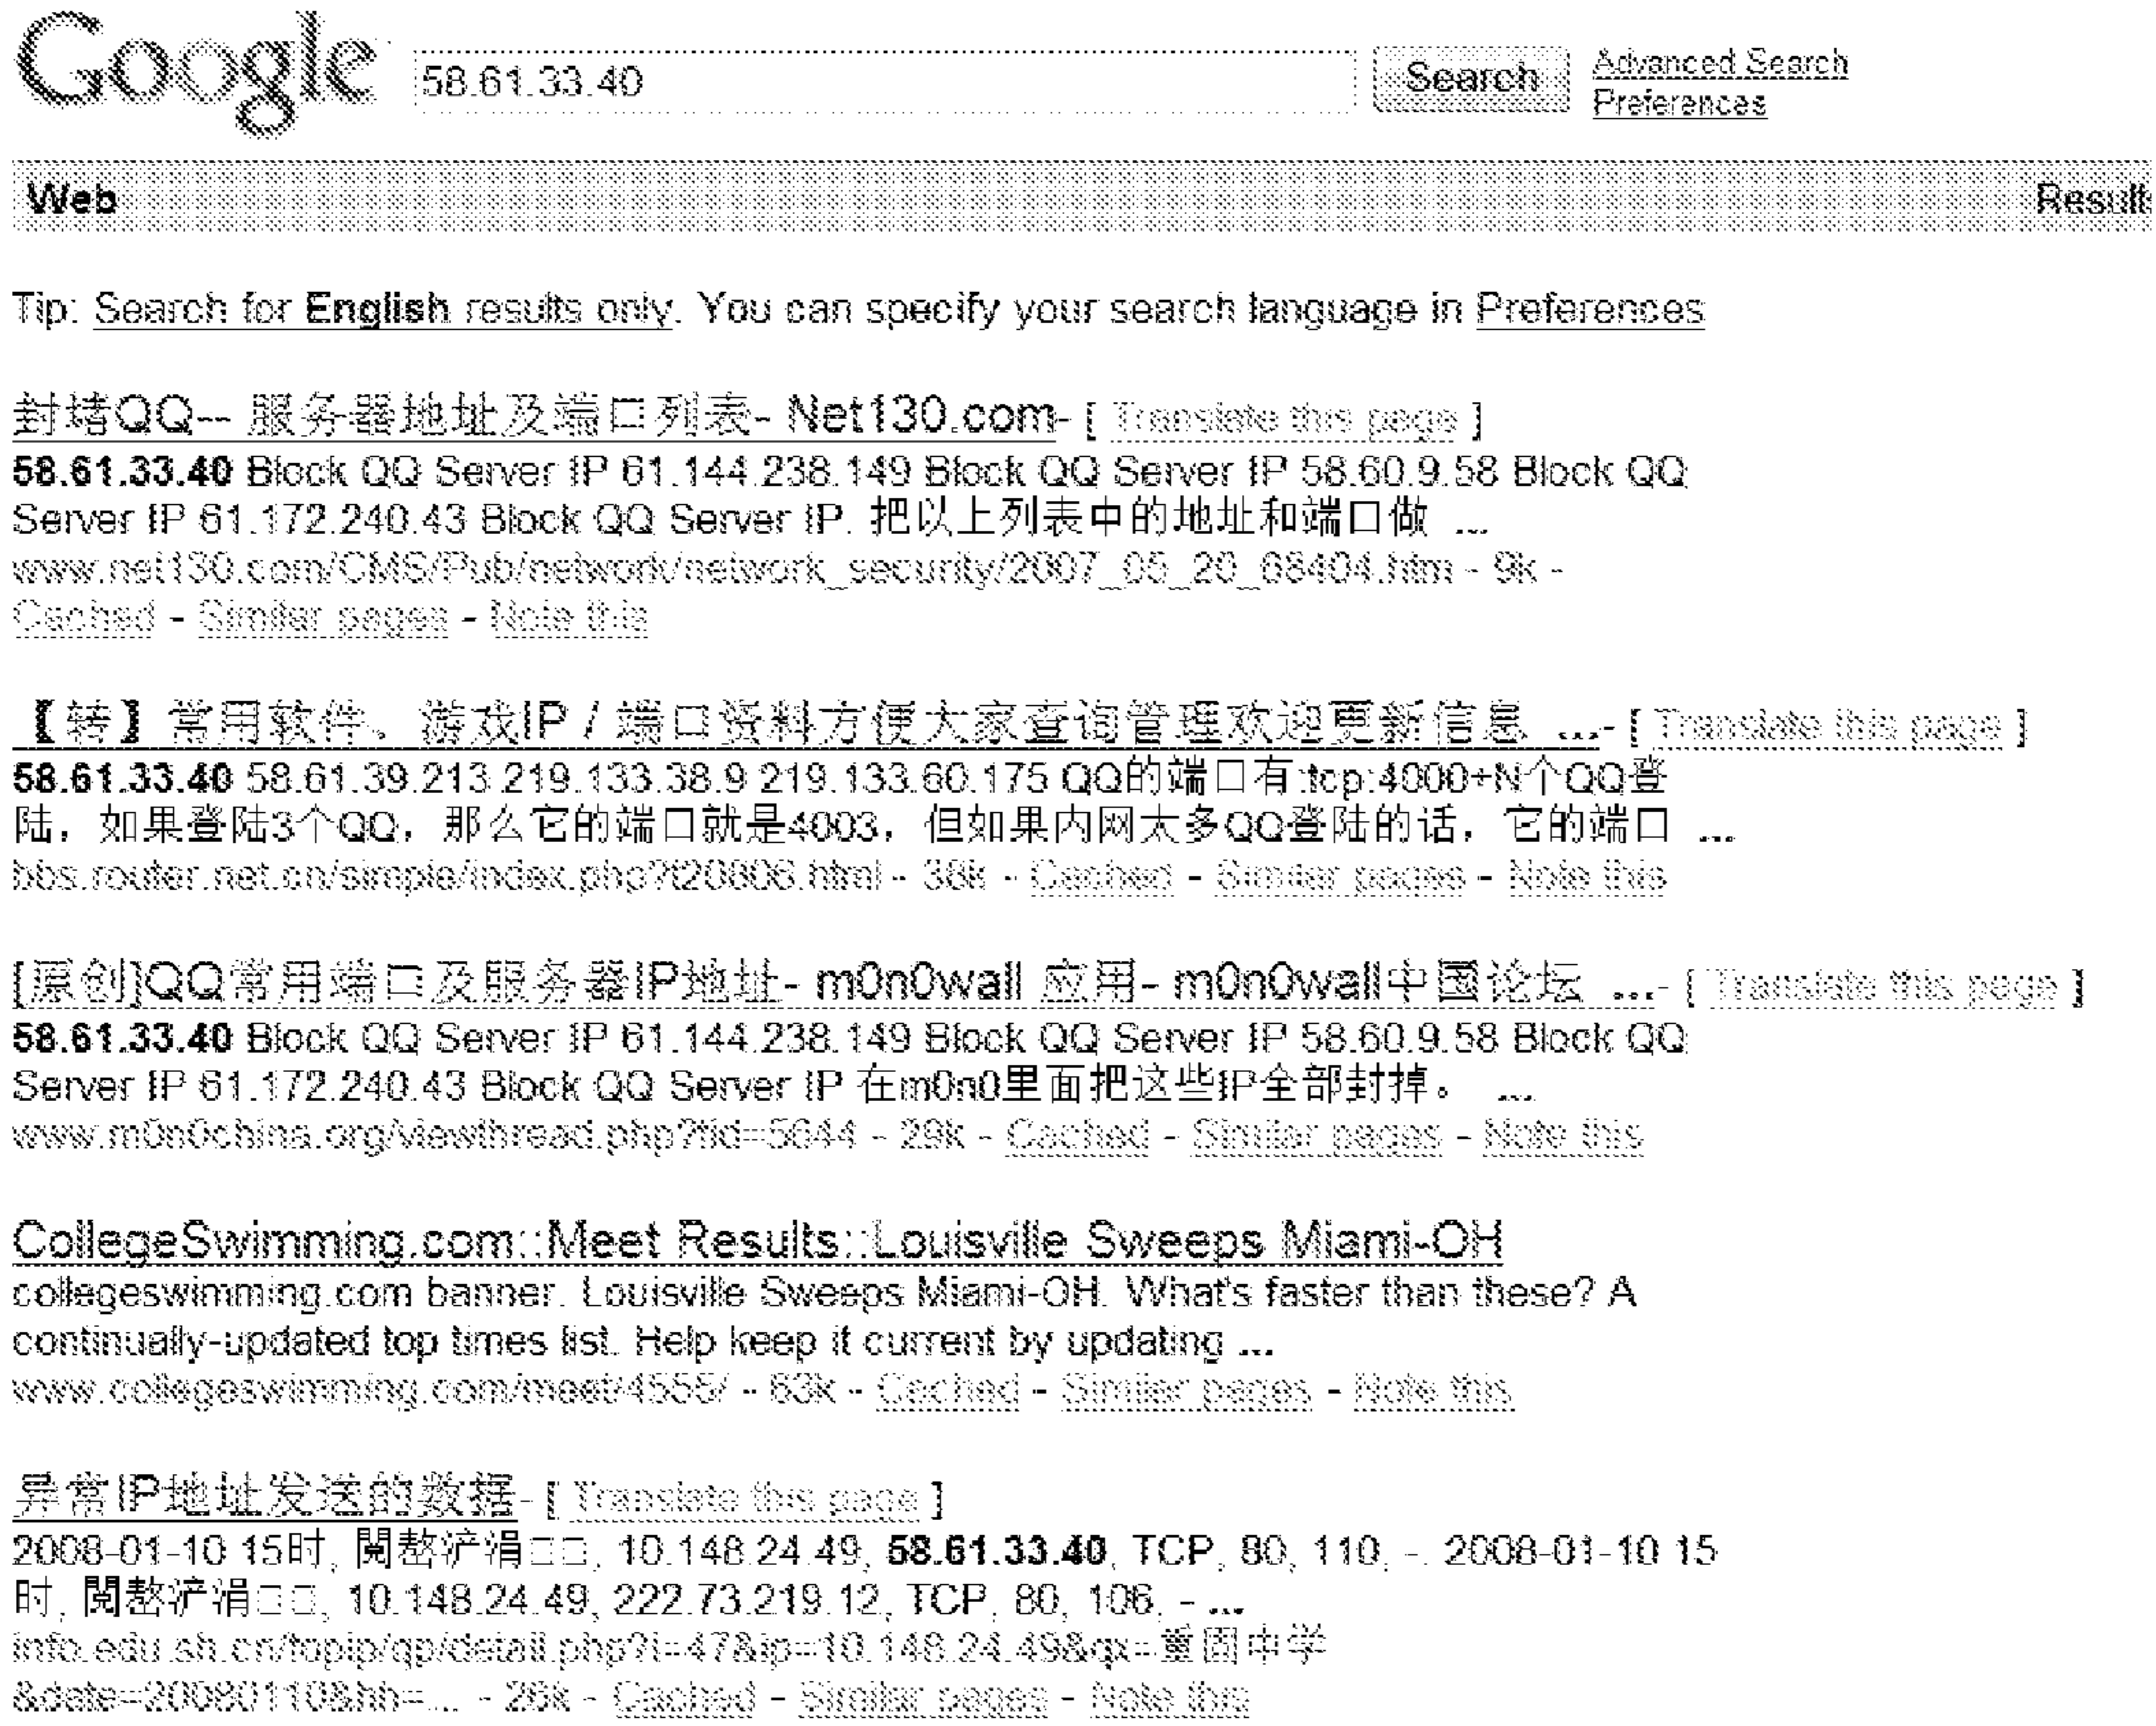 Google 58.61.33.40 Search Advanced Search
Preferences
Web Result
Tip: Search for English results only. You can specify your search language in Preferences
封堵QQ-- 服务器地址及端口列表- Net130.com- [ Translate this page ]
58.61.33.40 Block QQ Server IP 61.144.238.149 Block QQ Server IP 58.60.9.58 Block QQ
Server IP 61.172.240.43 Block QQ Server IP. 把以上列表中的地址和端口做 ...
www.net130.com/CMS/Pub/network/network_security/2007_05_20_68404.htm - 9k -
Cached - Similar pages - Note this
【转】常用软件、游戏IP / 端口资料方便大家查询管理欢迎更新信息 ...- [ Translate this page ]
58.61.33.40 58.61.39.213 219.133.38.9 219.133.60.175 QQ的端口有:tcp:4000+N个QQ登
陆，如果登陆3个QQ，那么它的端口就是4003，但如果内网太多QQ登陆的话，它的端口 ...
bbs.router.net.cn/simple/index.php?t20806.html - 38k - Cached - Similar pages - Note this
[原创]QQ常用端口及服务器IP地址- m0n0wall 应用- m0n0wall中国论坛 ...- [ Translate this page ]
58.61.33.40 Block QQ Server IP 61.144.238.149 Block QQ Server IP 58.60.9.58 Block QQ
Server IP 61.172.240.43 Block QQ Server IP 在m0n0里面把这些IP全部封掉。 ...
www.m0n0china.org/viewthread.php?tid=5644 - 29k - Cached - Similar pages - Note this
CollegeSwimming.com::Meet Results::Louisville Sweeps Miami-OH
collegeswimming.com banner. Louisville Sweeps Miami-OH. What's faster than these? A
continually-updated top times list. Help keep it current by updating ...
www.collegeswimming.com/meet/4555/ - 83k - Cached - Similar pages - Note this
异常IP地址发送的数据- [ Translate this page ]
2008-01-10 15时, 10.148.24.49, 58.61.33.40, TCP, 80, 110, -. 2008-01-10 15
时, 10.148.24.49, 222.73.219.12, TCP, 80, 106, - ...
info.edu.sh.cn/topip/qp/detail.php?i=47&ip=10.148.24.49&qx=重固中学
&date=20080110&hh=... - 26k - Cached - Similar pages - Note this